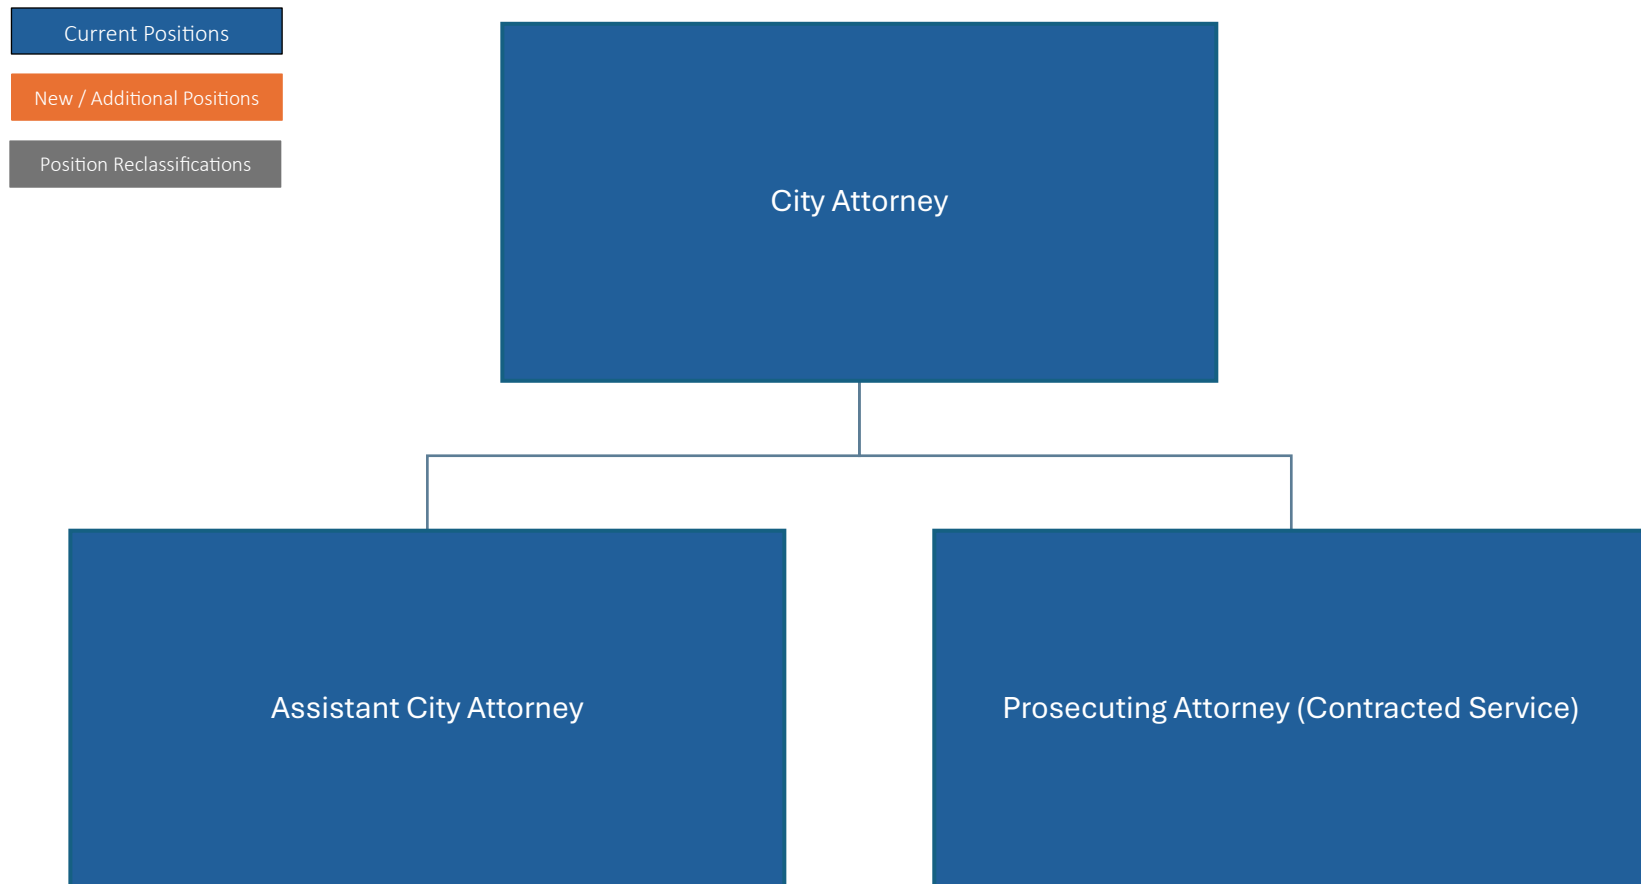 Current Positions
New / Additional Positions
Position Reclassifications
City Attorney
Assistant City Attorney
Prosecuting Attorney (Contracted Service)